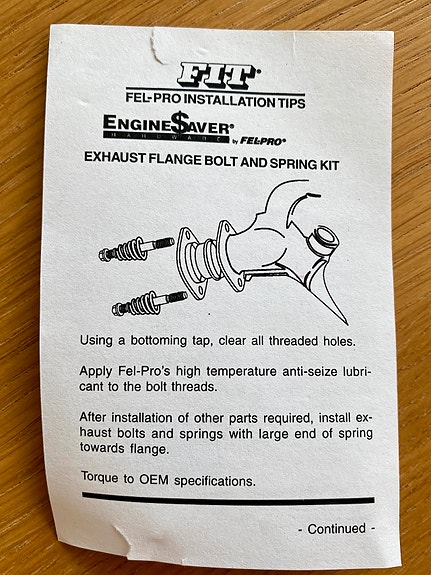 FIT®
FEL-PRO INSTALLATION TIPS
ENGINE$AVER®
HARDWARE by FEL-PRO®
EXHAUST FLANGE BOLT AND SPRING KIT
Using a bottoming tap, clear all threaded holes.
Apply Fel-Pro's high temperature anti-seize lubri-
cant to the bolt threads.
After installation of other parts required, install ex-
haust bolts and springs with large end of spring
towards flange.
Torque to OEM specifications.
- Continued -